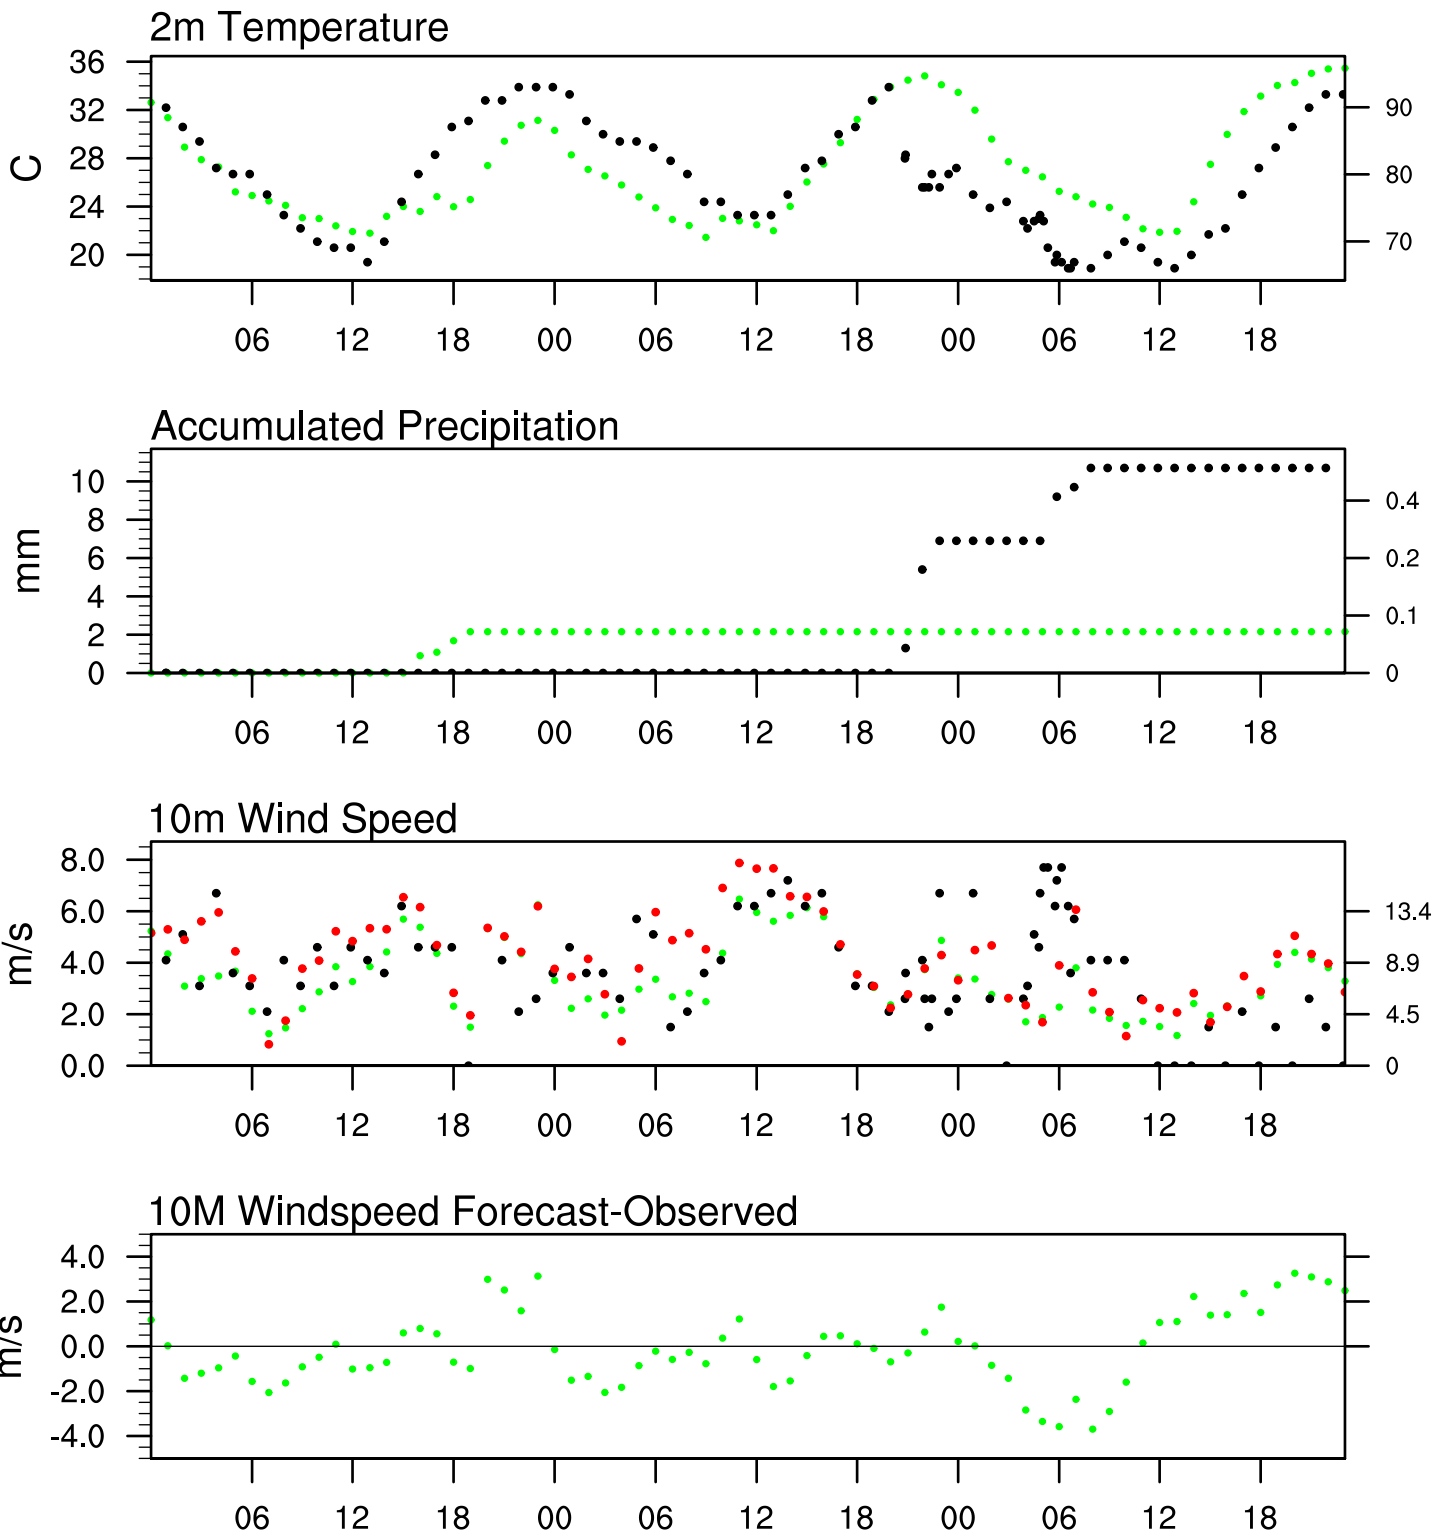 2m Temperature
36
32
28
24
20
C
90
80
70
06 12 18 00 06 12 18 00 06 12 18
Accumulated Precipitation
10
8
6
4
2
0
mm
0.4
0.2
0.1
0
06 12 18 00 06 12 18 00 06 12 18
10m Wind Speed
8.0
6.0
4.0
2.0
0.0
m/s
13.4
8.9
4.5
0
06 12 18 00 06 12 18 00 06 12 18
10M Windspeed Forecast-Observed
4.0
2.0
0.0
-2.0
-4.0
m/s
06 12 18 00 06 12 18 00 06 12 18